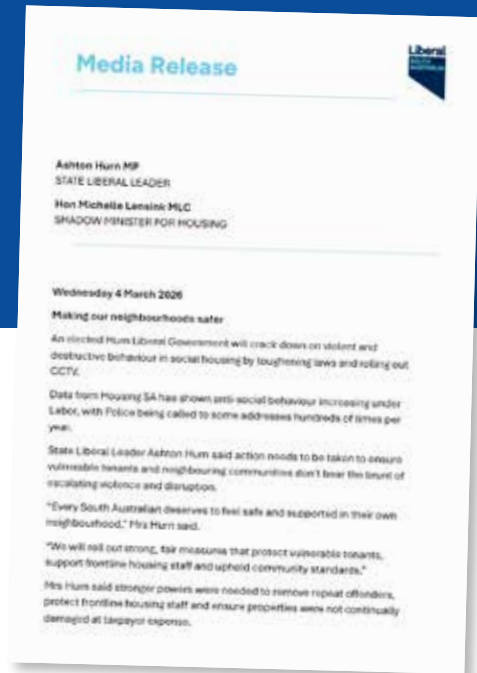 Media Release
Liberal
SOUTH AUSTRALIA
Ashton Hurn MP
STATE LIBERAL LEADER
Hon Michelle Lensink MLC
SHADOW MINISTER FOR HOUSING
Wednesday 4 March 2026
Making our neighbourhoods safer
An elected Hurn Liberal Government will crack down on violent and
destructive behaviour in social housing by toughening laws and rolling out
CCTV.
Data from Housing SA has shown anti-social behaviour increasing under
Labor, with Police being called to some addresses hundreds of times per
year.
State Liberal Leader Ashton Hurn said action needs to be taken to ensure
vulnerable tenants and neighbouring communities don't bear the brunt of
escalating violence and disruption.
"Every South Australian deserves to feel safe and supported in their own
neighbourhood," Mrs Hurn said.
"We will roll out strong, fair measures that protect vulnerable tenants,
support frontline housing staff and uphold community standards."
Mrs Hurn said stronger powers were needed to remove repeat offenders,
protect frontline housing staff and ensure properties were not continually
damaged at taxpayer expense.